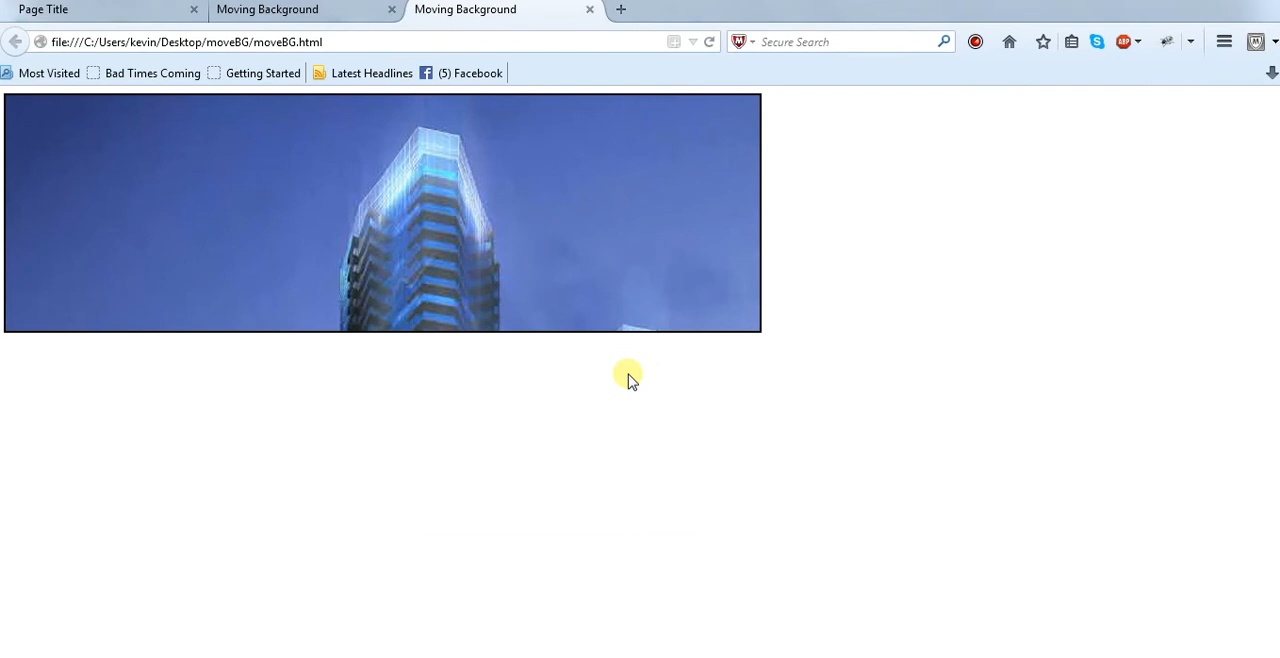 Page Title Moving Background Moving Background
file:///C:/Users/kevin/Desktop/moveBG/moveBG.html Secure Search ABP
Most Visited Bad Times Coming Getting Started Latest Headlines (5) Facebook